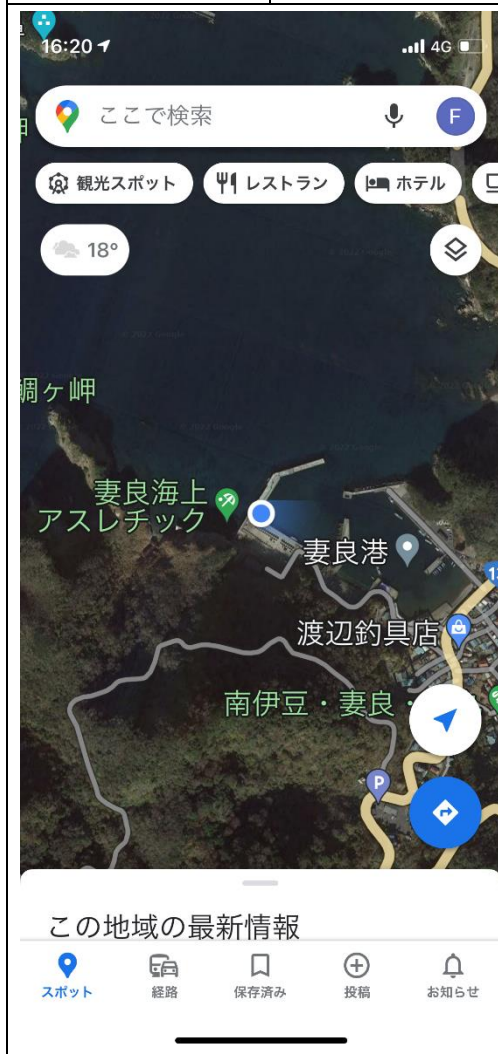 16:20
4G
ここで検索
F
観光スポット
レストラン
ホテル
18°
鯛ヶ岬
妻良海上
アスレチック
妻良港
渡辺釣具店
南伊豆・妻良・
P
この地域の最新情報
スポット
経路
保存済み
投稿
お知らせ